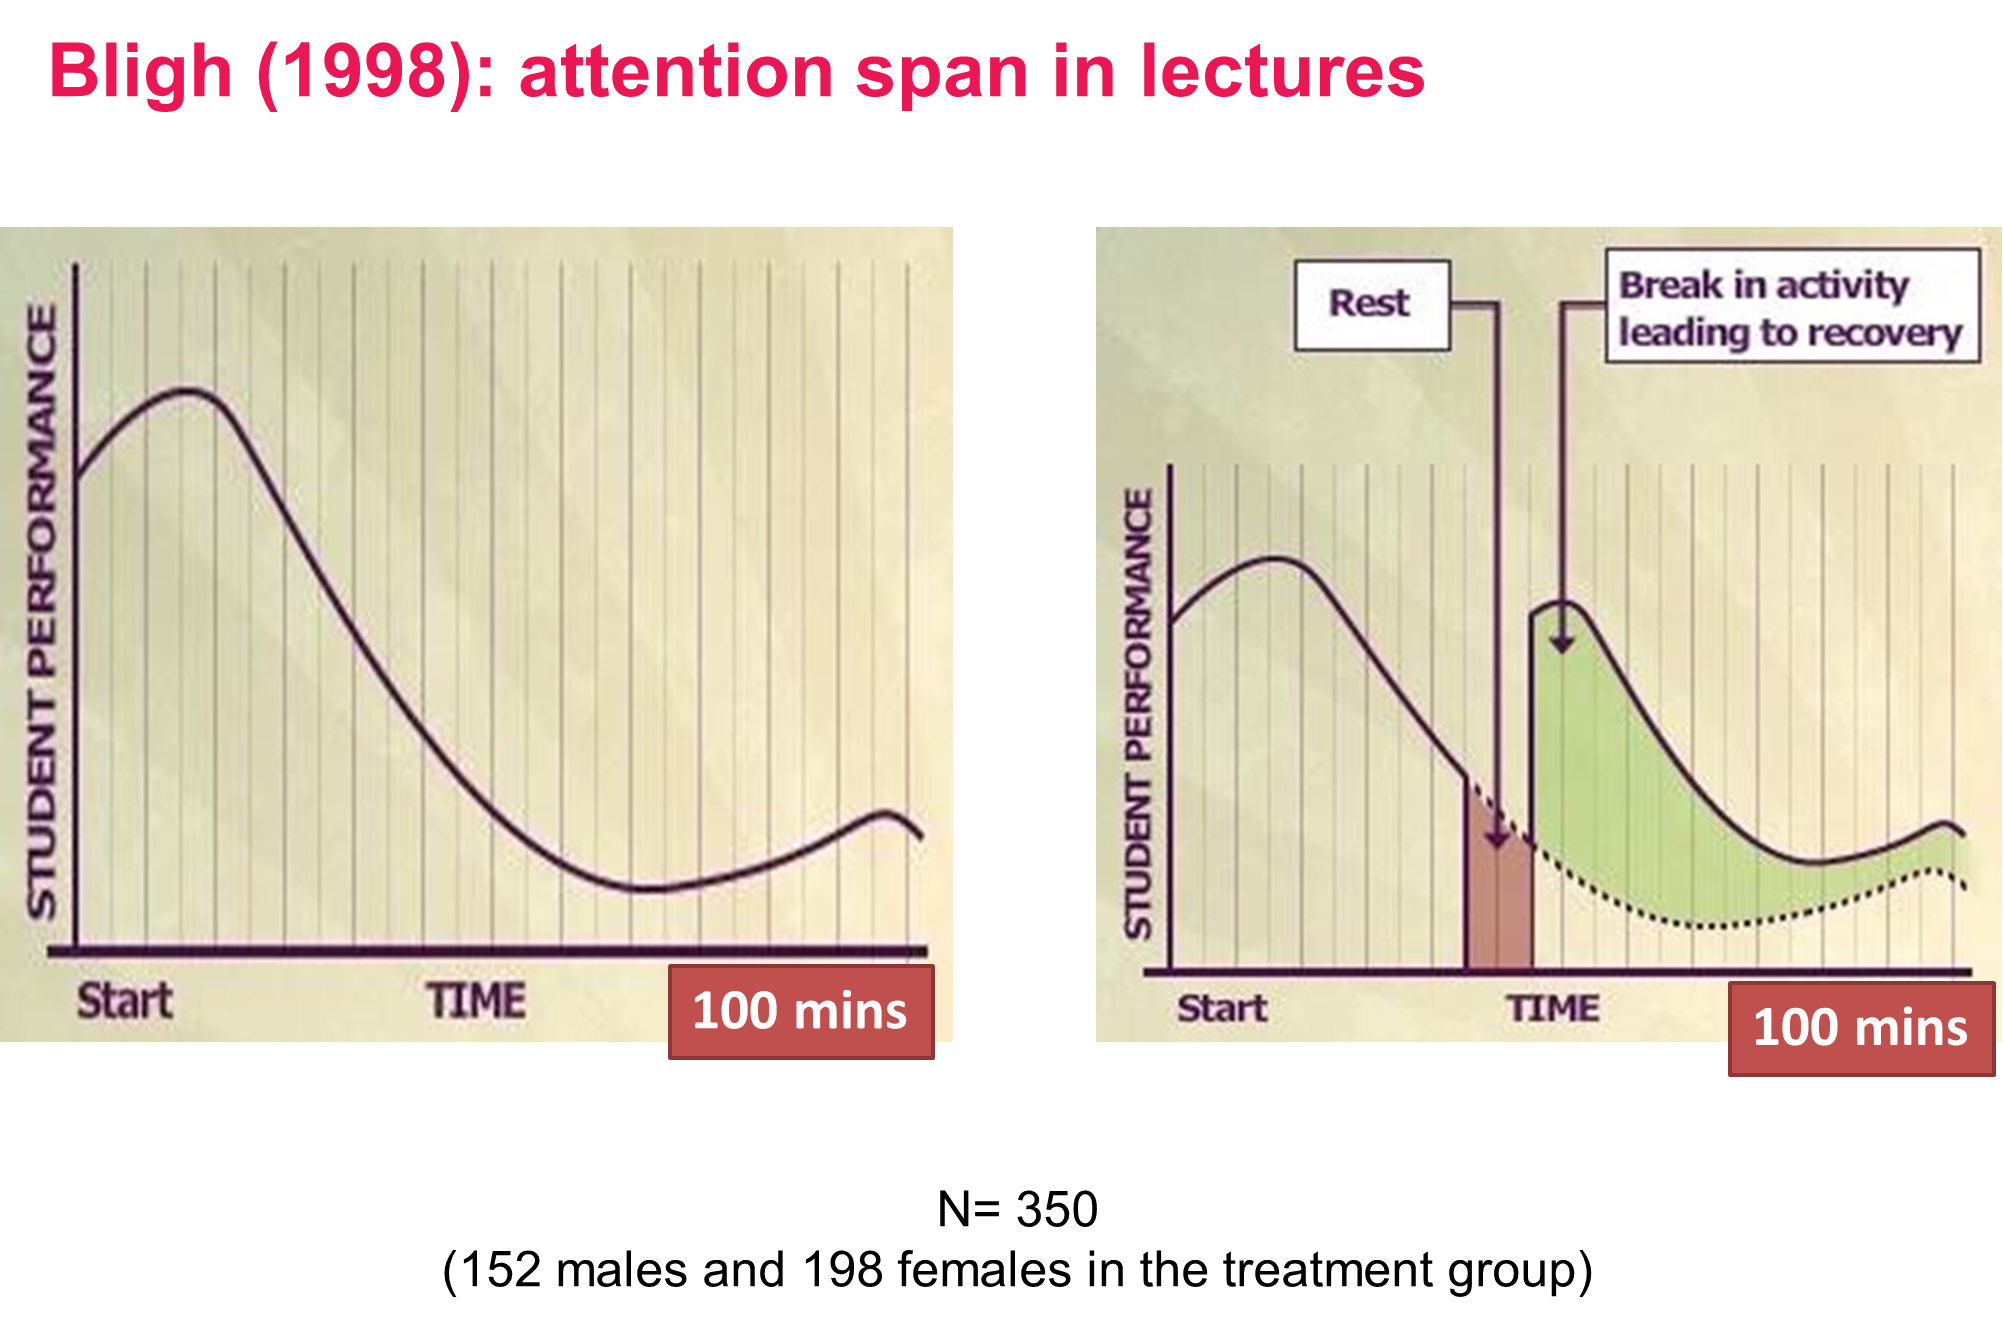 Bligh (1998): attention span in lectures
STUDENT PERFORMANCE
Start
TIME
100 mins
Rest
Break in activity
leading to recovery
STUDENT PERFORMANCE
Start
TIME
100 mins
N= 350
(152 males and 198 females in the treatment group)